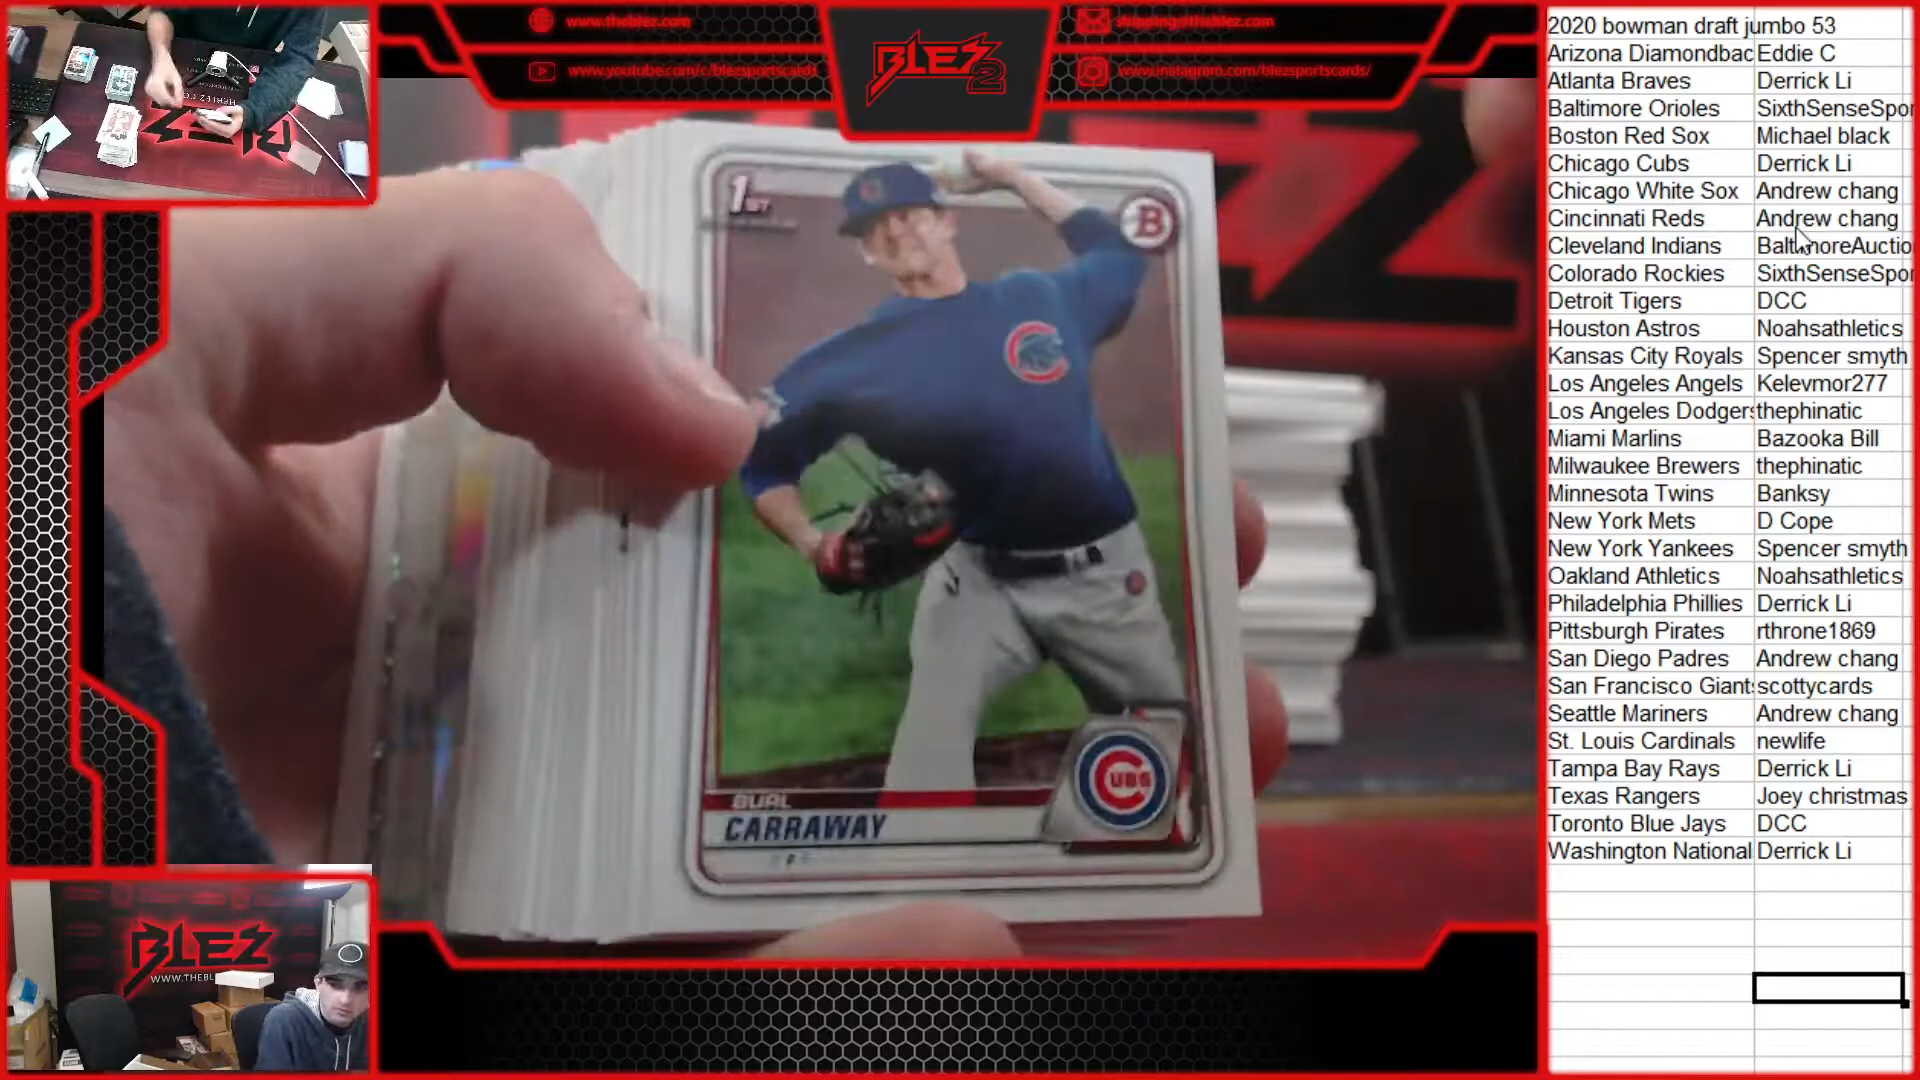 www.theblez.com
shipping@theblez.com
www.youtube.com/c/blezsportscards
www.instagram.com/blezsportscards/
BLEZ
2
1ST
B
CUBS
BURL
CARRAWAY
BLEZ
2020 bowman draft jumbo 53
Arizona Diamondbac Eddie C
Atlanta Braves Derrick Li
Baltimore Orioles SixthSenseSpor
Boston Red Sox Michael black
Chicago Cubs Derrick Li
Chicago White Sox Andrew chang
Cincinnati Reds Andrew chang
Cleveland Indians BaltimoreAuctio
Colorado Rockies SixthSenseSpor
Detroit Tigers DCC
Houston Astros Noahsathletics
Kansas City Royals Spencer smyth
Los Angeles Angels Kelevmor277
Los Angeles Dodgers thephinatic
Miami Marlins Bazooka Bill
Milwaukee Brewers thephinatic
Minnesota Twins Banksy
New York Mets D Cope
New York Yankees Spencer smyth
Oakland Athletics Noahsathletics
Philadelphia Phillies Derrick Li
Pittsburgh Pirates rthrone1869
San Diego Padres Andrew chang
San Francisco Giants scottycards
Seattle Mariners Andrew chang
St. Louis Cardinals newlife
Tampa Bay Rays Derrick Li
Texas Rangers Joey christmas
Toronto Blue Jays DCC
Washington National Derrick Li